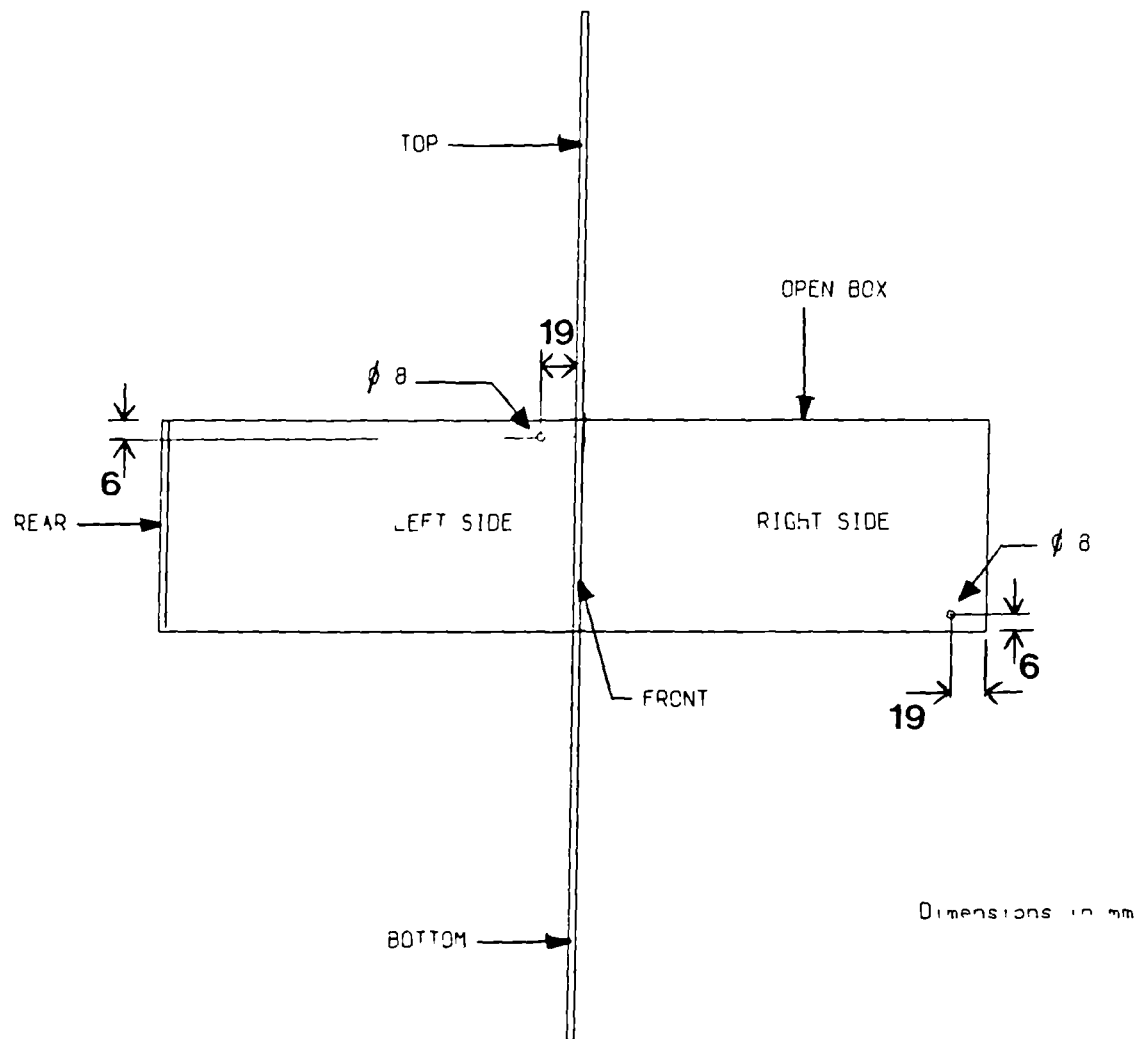 TOP
OPEN BOX
19
ϕ 8
6
REAR
LEFT SIDE
RIGHT SIDE
ϕ 8
6
19
FRONT
Dimensions in mm
BOTTOM